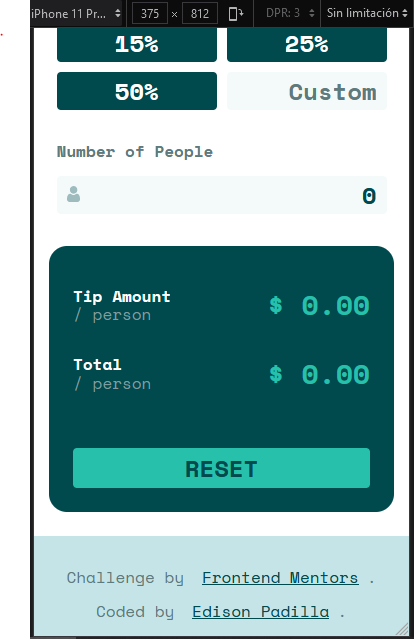 iPhone 11 Pr... 375 × 812 DPR: 3 Sin limitación
15% 25%
50% Custom
Number of People
0
Tip Amount
/ person
$ 0.00
Total
/ person
$ 0.00
RESET
Challenge by Frontend Mentors .
Coded by Edison Padilla .